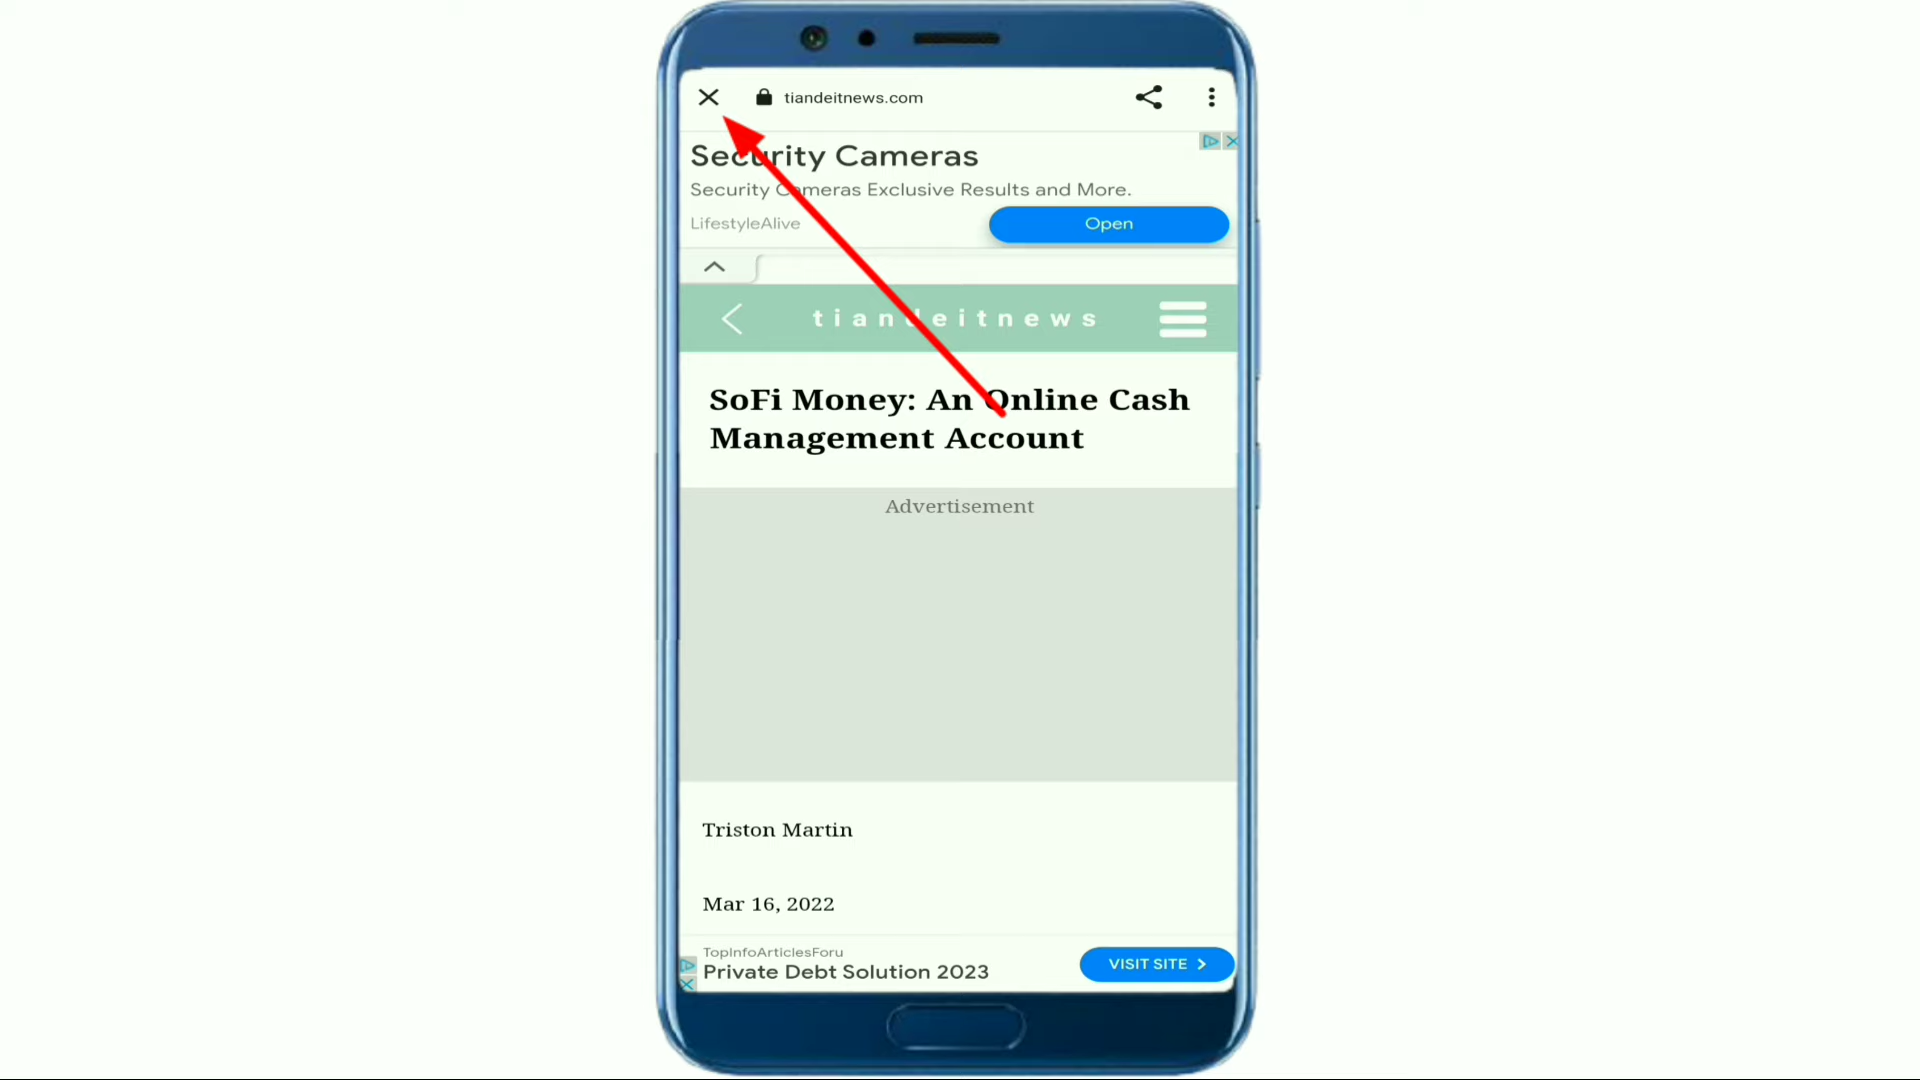 tiandeitnews.com
Security Cameras
Security Cameras Exclusive Results and More.
LifestyleAlive
Open
tiandeitnews
SoFi Money: An Online Cash
Management Account
Advertisement
Triston Martin
Mar 16, 2022
TopInfoArticlesForu
Private Debt Solution 2023
VISIT SITE